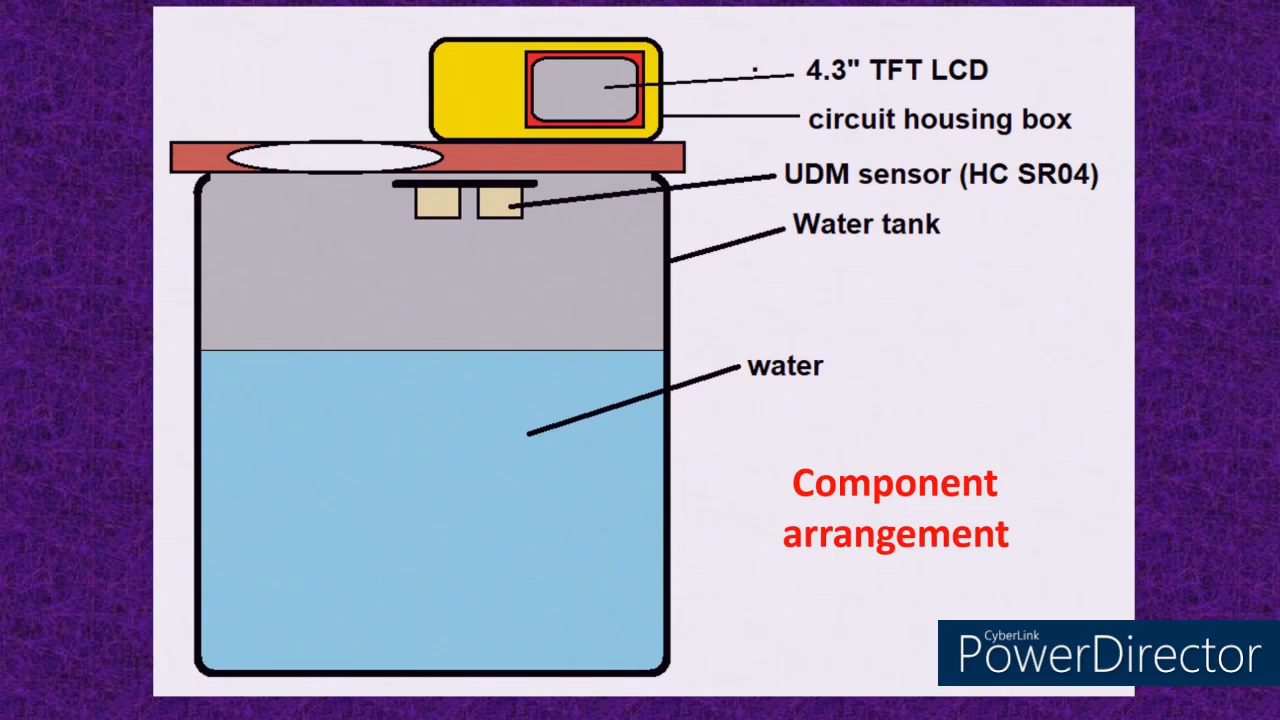 4.3" TFT LCD
circuit housing box
UDM sensor (HC SR04)
Water tank
water
Component
arrangement
CyberLink
PowerDirector